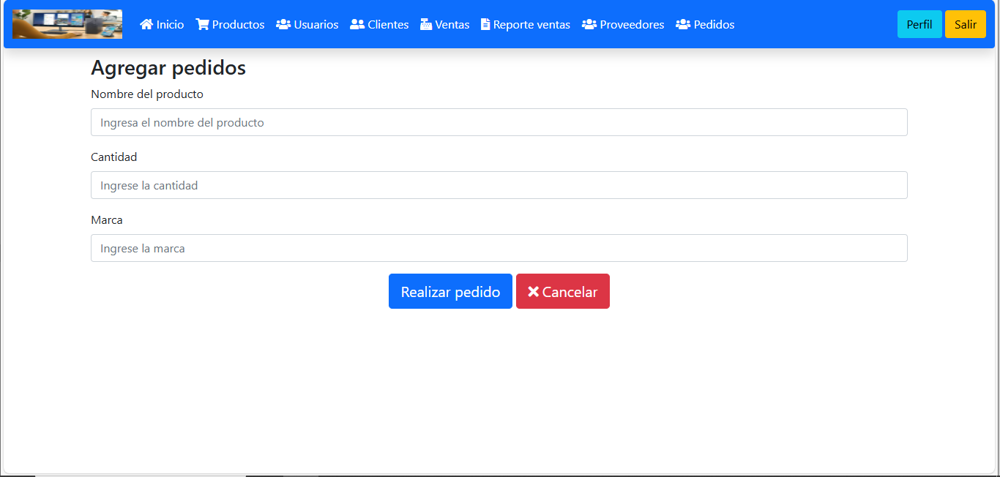 Inicio Productos Usuarios Clientes Ventas Reporte ventas Proveedores Pedidos Perfil Salir
Agregar pedidos
Nombre del producto
Ingresa el nombre del producto
Cantidad
Ingrese la cantidad
Marca
Ingrese la marca
Realizar pedido Cancelar